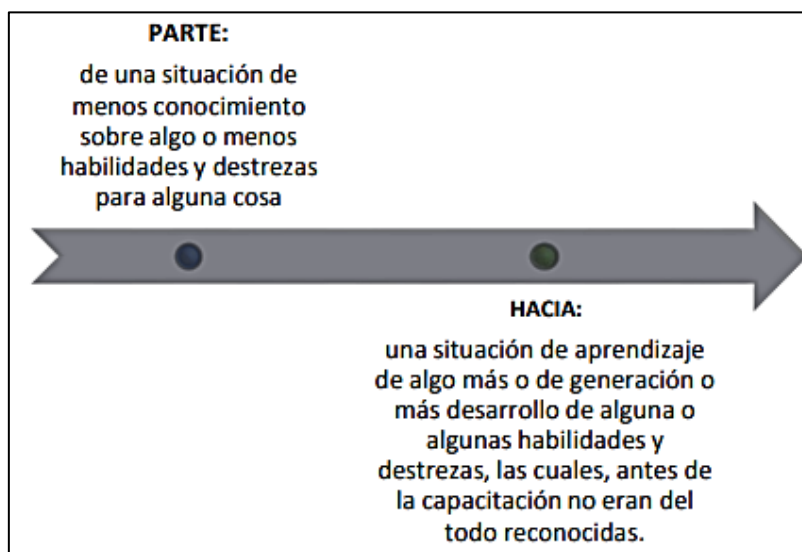 PARTE:
de una situación de
menos conocimiento
sobre algo o menos
habilidades y destrezas
para alguna cosa
HACIA:
una situación de aprendizaje
de algo más o de generación o
más desarrollo de alguna o
algunas habilidades y
destrezas, las cuales, antes de
la capacitación no eran del
todo reconocidas.